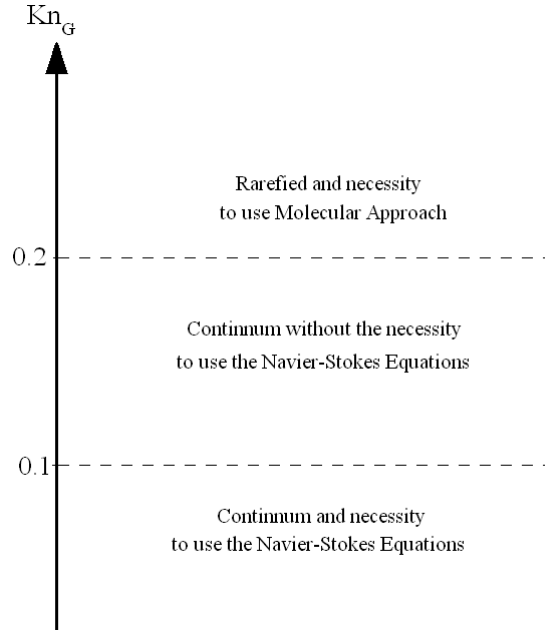 Kn_G
Rarefied and necessity
to use Molecular Approach
0.2
Continnum without the necessity
to use the Navier-Stokes Equations
0.1
Continnum and necessity
to use the Navier-Stokes Equations